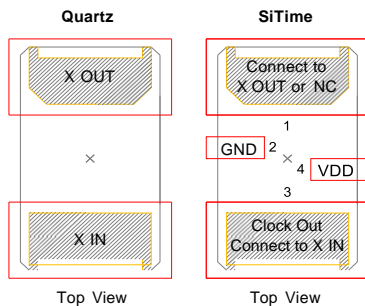 Quartz
X OUT
X IN
Top View
SiTime
Connect to
X OUT or NC
1
GND 2
4 VDD
3
Clock Out
Connect to X IN
Top View